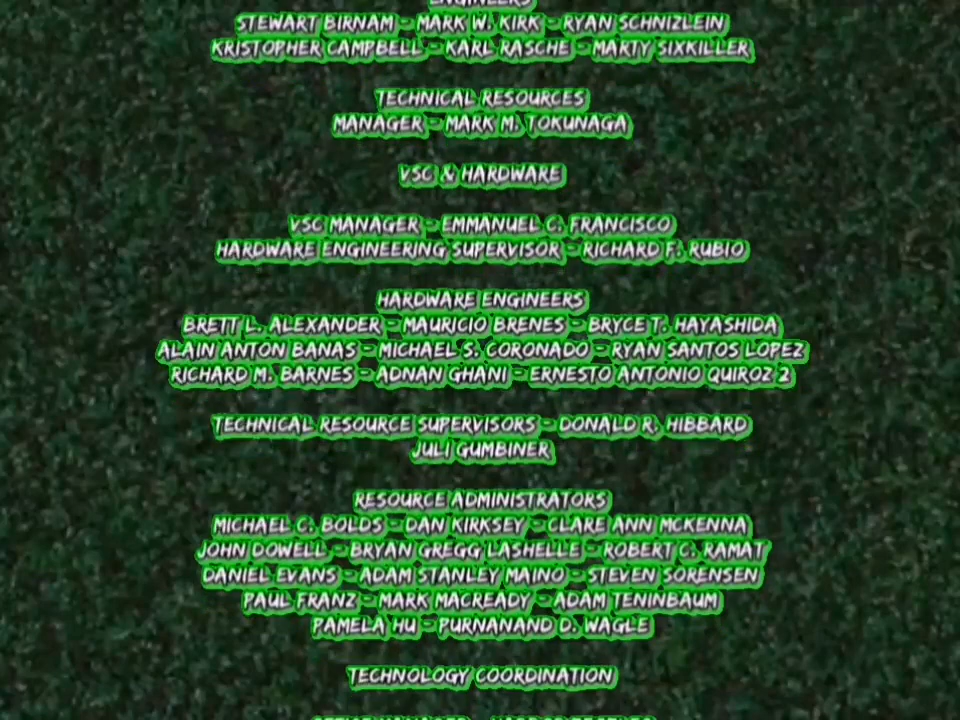 ENGINEERS
STEWART BIRNAM - MARK W. KIRK - RYAN SCHNIZLEIN
KRISTOPHER CAMPBELL - KARL RASCHE - MARTY SIXKILLER
TECHNICAL RESOURCES
MANAGER - MARK M. TOKUNAGA
VSC & HARDWARE
VSC MANAGER - EMMANUEL C. FRANCISCO
HARDWARE ENGINEERING SUPERVISOR - RICHARD F. RUBIO
HARDWARE ENGINEERS
BRETT L. ALEXANDER - MAURICIO BRENES - BRYCE T. HAYASHIDA
ALAIN ANTON BANAS - MICHAEL S. CORONADO - RYAN SANTOS LOPEZ
RICHARD M. BARNES - ADNAN GHANI - ERNESTO ANTONIO QUIROZ 2
TECHNICAL RESOURCE SUPERVISORS - DONALD R. HIBBARD
JULI GUMBINER
RESOURCE ADMINISTRATORS
MICHAEL C. BOLDS - DAN KIRKSEY - CLARE ANN MCKENNA
JOHN DOWELL - BRYAN GREGG LASHELLE - ROBERT C. RAMAT
DANIEL EVANS - ADAM STANLEY MAINO - STEVEN SORENSEN
PAUL FRANZ - MARK MACREADY - ADAM TENINBAUM
PAMELA HU - PURNANAND D. WAGLE
TECHNOLOGY COORDINATION